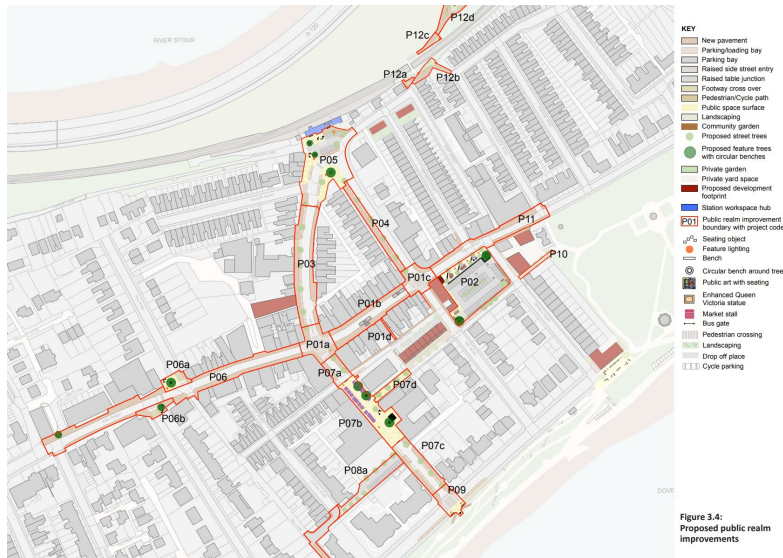 P12d
RIVER STOUR
A 120
P12c
P12a
P12b
P05
P04
P11
P10
P03
P01c
P02
P01b
P01d
P01a
P06a
P06
P06b
P07a
P07d
P07b
P07c
P08a
P09
DOVE
KEY
New pavement
Parking/loading bay
Parking bay
Raised side street entry
Raised table junction
Footway cross over
Pedestrian/Cycle path
Public space surface
Landscaping
Community garden
Proposed street trees
Proposed feature trees
with circular benches
Private garden
Private yard space
Proposed development
footprint
Station workspace hub
P01
Public realm improvement
boundary with project code
Seating object
Feature lighting
Bench
Circular bench around tree
Public art with seating
Enhanced Queen
Victoria statue
Market stall
Bus gate
Pedestrian crossing
Landscaping
Drop off place
Cycle parking
Figure 3.4:
Proposed public realm
improvements